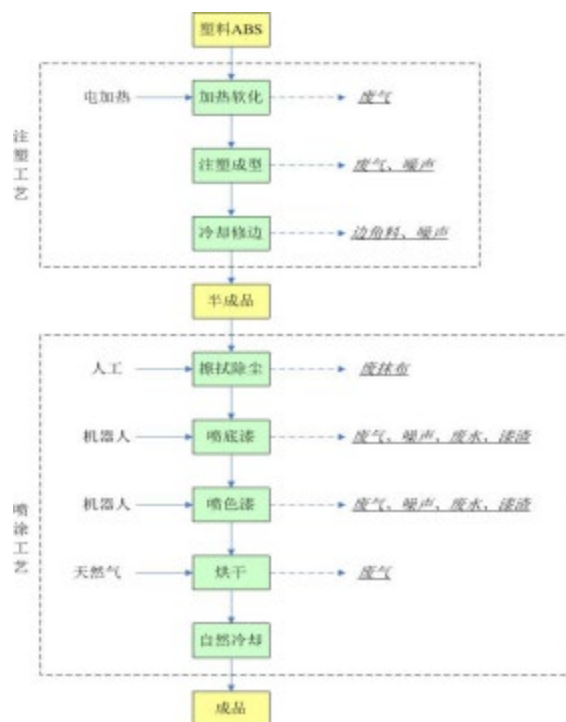 塑料ABS
电加热
加热软化
废气
注塑工艺
注塑成型
废气、噪声
冷却修边
边角料、噪声
半成品
人工
擦拭除尘
废抹布
机器人
喷底漆
废气、噪声、废水、漆渣
机器人
喷色漆
废气、噪声、废水、漆渣
喷涂工艺
天然气
烘干
废气
自然冷却
成品